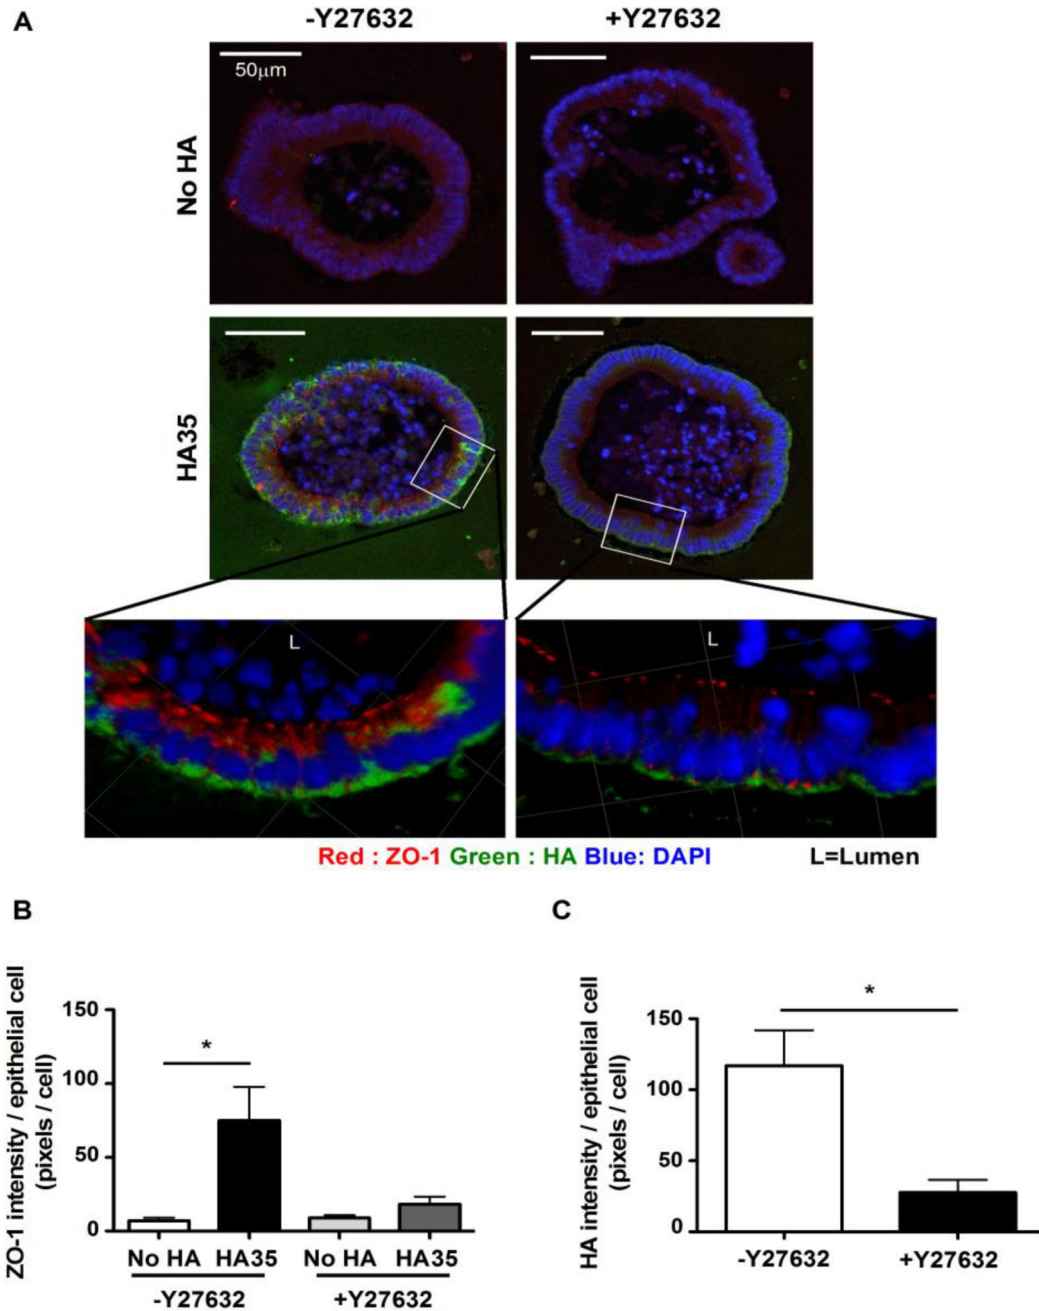 A
-Y27632
+Y27632
No HA
50μm
HA35
L
L
Red : ZO-1 Green : HA Blue: DAPI
L=Lumen
B
ZO-1 intensity / epithelial cell
(pixels / cell)
150
100
50
0
*
No HA HA35 No HA HA35
-Y27632 +Y27632
C
HA intensity / epithelial cell
(pixels / cell)
150
100
50
0
*
-Y27632 +Y27632